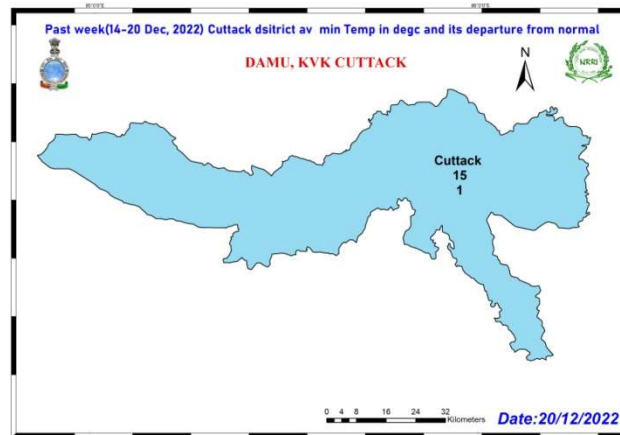 Past week(14-20 Dec, 2022) Cuttack dsitrict av min Temp in degc and its departure from normal
DAMU, KVK CUTTACK
N
NRRI
Cuttack
15
1
0 4 8 16 24 32
Kilometers
Date:20/12/2022